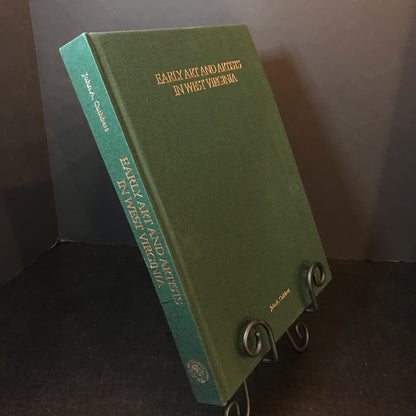 EARLY ART AND ARTISTS
IN WEST VIRGINIA
John A. Cuthbert
John A. Cuthbert
EARLY ART AND ARTISTS
IN WEST VIRGINIA